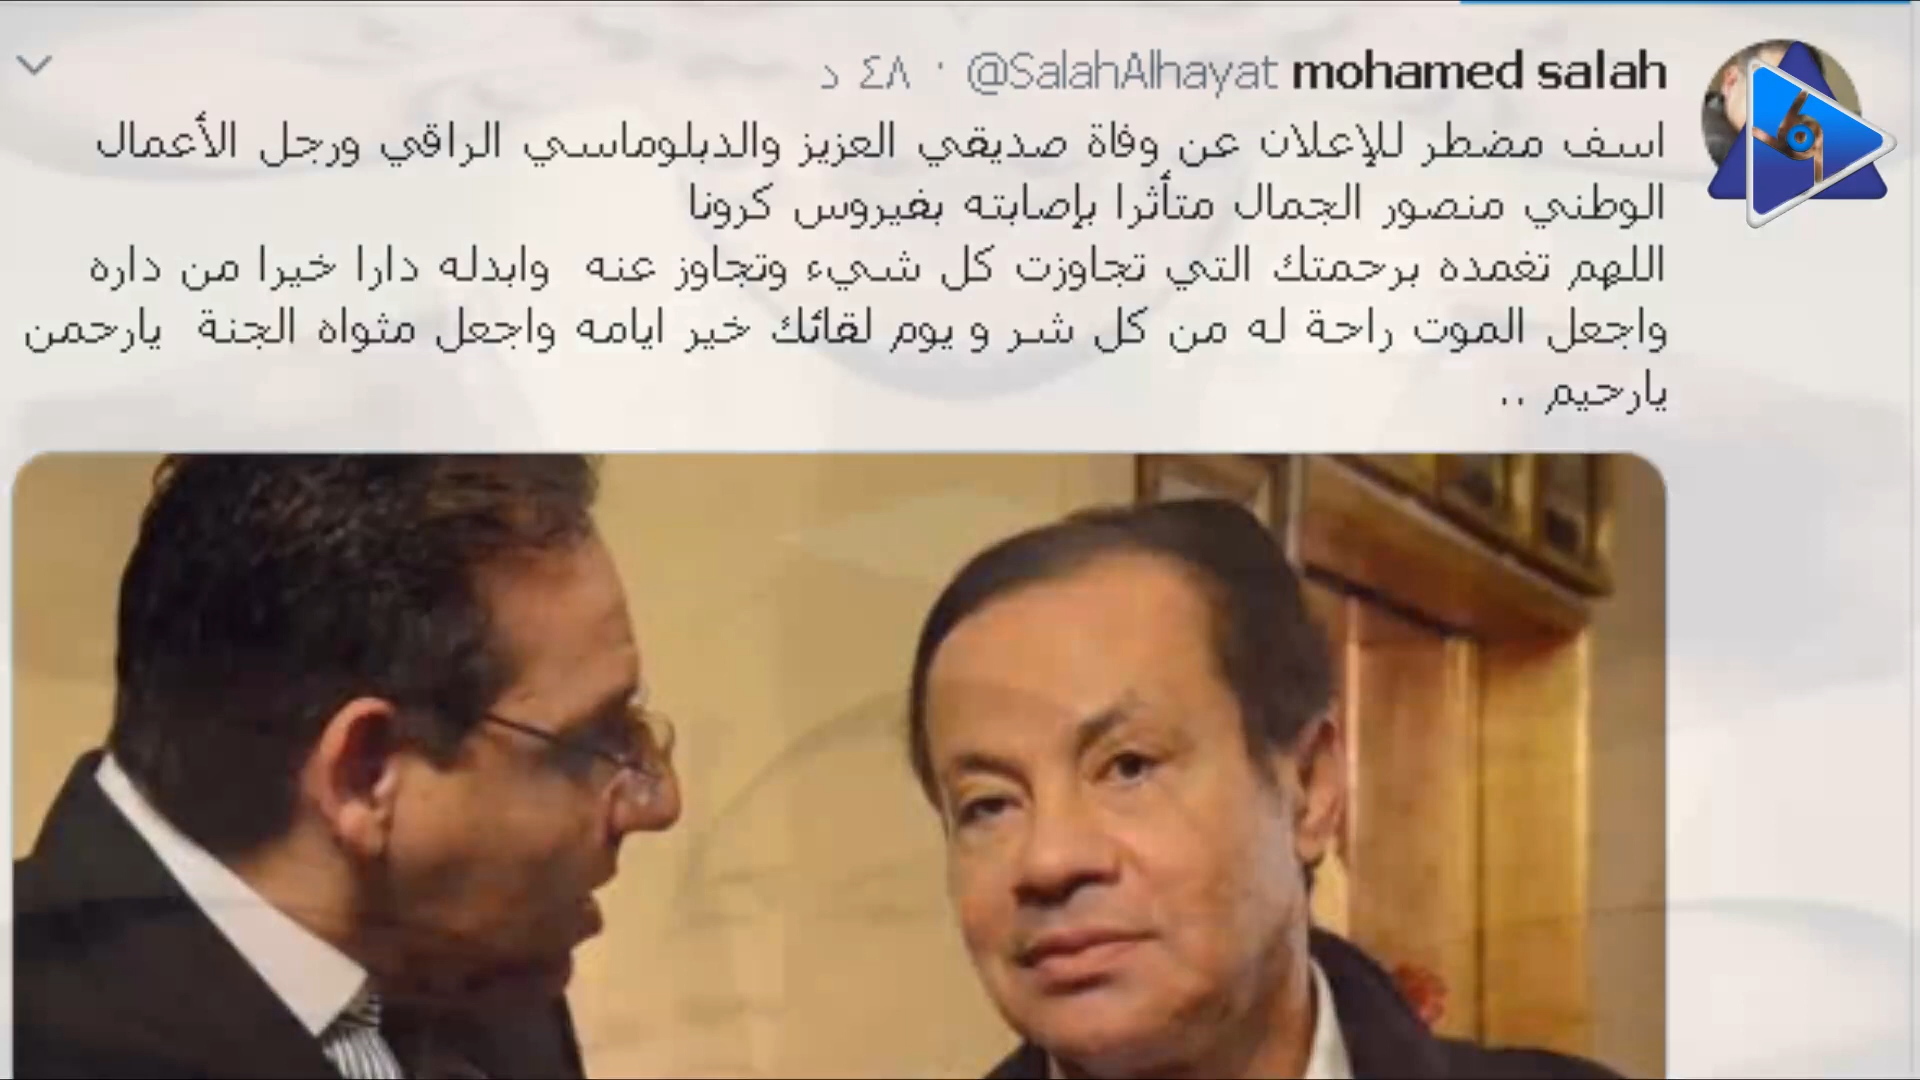 mohamed salah @SalahAlhayat · ٤٨ د
اسف مضطر للإعلان عن وفاة صديقي العزيز والدبلوماسي الراقي ورجل الأعمال
الوطني منصور الجمال متأثرا بإصابته بفيروس كرونا
اللهم تغمده برحمتك التي تجاوزت كل شيء وتجاوز عنه وابدله دارا خيرا من داره
واجعل الموت راحة له من كل شر و يوم لقائك خير ايامه واجعل مثواه الجنة يارحمن
يارحيم ..